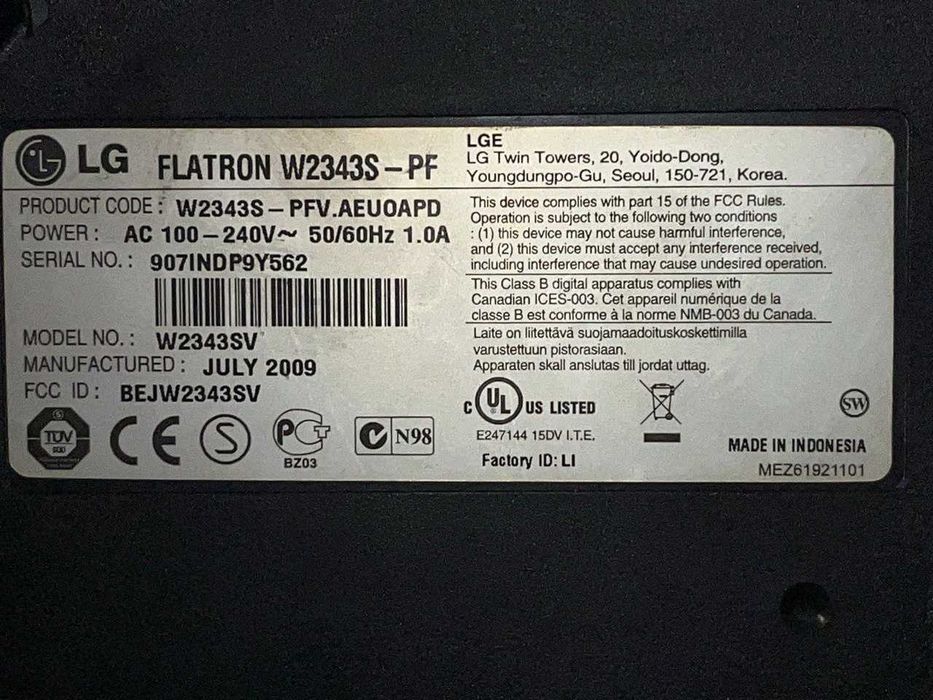 LG FLATRON W2343S-PF
PRODUCT CODE : W2343S-PFV.AEUOAPD
POWER : AC 100-240V~ 50/60Hz 1.0A
SERIAL NO. : 907INDP9Y562
MODEL NO. : W2343SV
MANUFACTURED : JULY 2009
FCC ID : BEJW2343SV
TÜV
CE
S
PCT
BZ03
N98
LGE
LG Twin Towers, 20, Yoido-Dong,
Youngdungpo-Gu, Seoul, 150-721, Korea.
This device complies with part 15 of the FCC Rules.
Operation is subject to the following two conditions
: (1) this device may not cause harmful interference,
and (2) this device must accept any interference received,
including interference that may cause undesired operation.
This Class B digital apparatus complies with
Canadian ICES-003. Cet appareil numérique de la
classe B est conforme à la norme NMB-003 du Canada.
Laite on liitettävä suojamaadoituskoskettimilla
varustettuun pistorasiaan.
Apparaten skall anslutas till jordat uttag.
C UL US LISTED
E247144 15DV I.T.E.
Factory ID: LI
SW
MADE IN INDONESIA
MEZ61921101